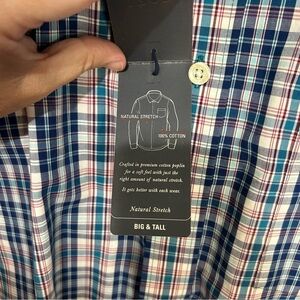 NATURAL STRETCH
100% COTTON
Crafted in premium cotton poplin
for a soft feel with just the
right amount of natural stretch.
It gets better with each wear.
Natural Stretch
BIG & TALL